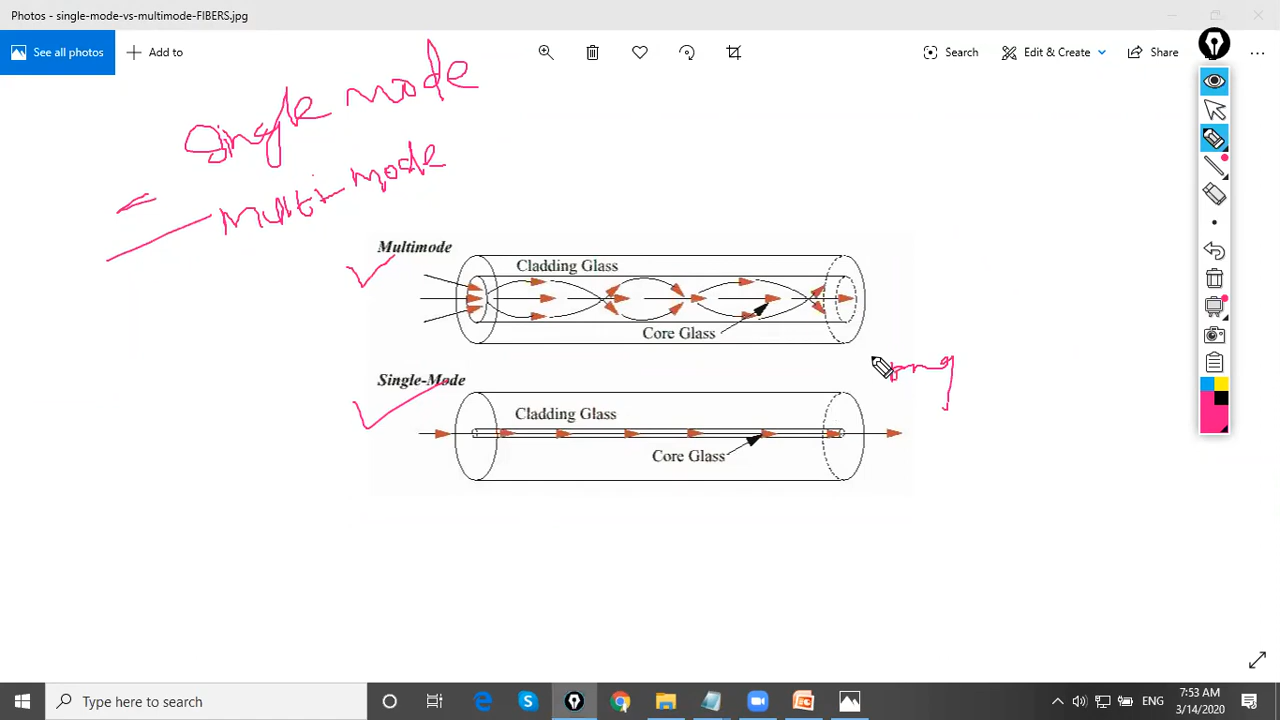 Photos - single-mode-vs-multimode-FIBERS.jpg
See all photos
Add to
Search
Edit & Create
Share
Single mode
Multi-mode
Multimode
Cladding Glass
Core Glass
Single-Mode
Cladding Glass
Core Glass
Type here to search
ENG
7:53 AM
3/14/2020